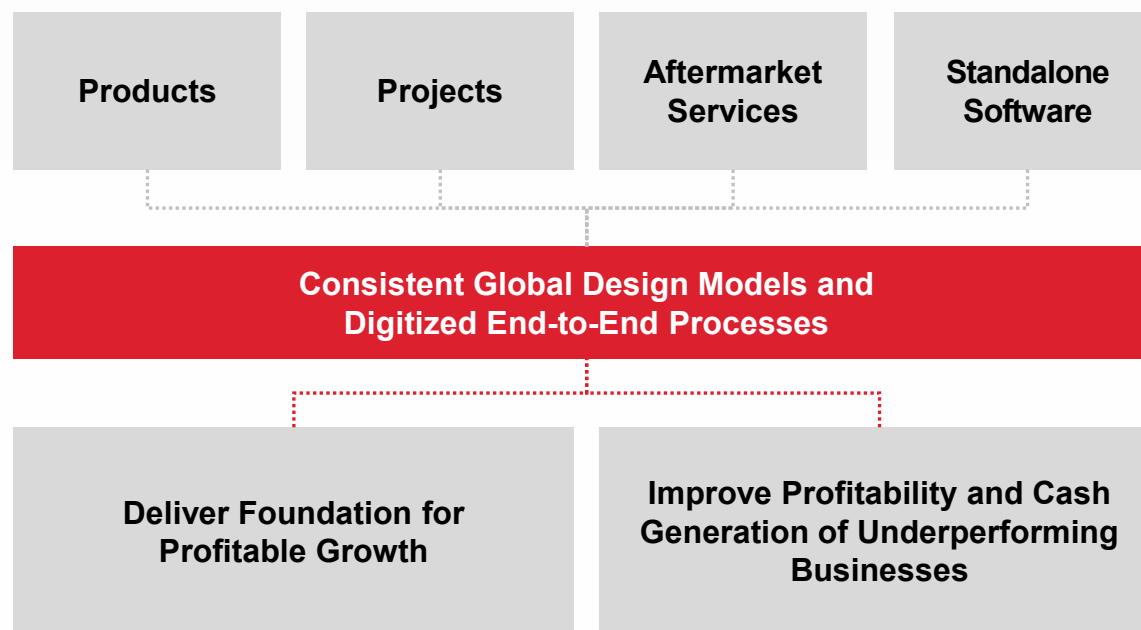 Products
Projects
Aftermarket
Services
Standalone
Software
Consistent Global Design Models and
Digitized End-to-End Processes
Deliver Foundation for
Profitable Growth
Improve Profitability and Cash
Generation of Underperforming
Businesses